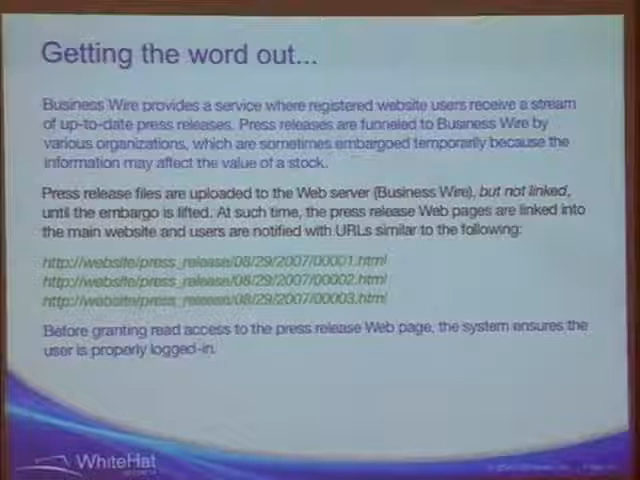 Getting the word out...
Business Wire provides a service where registered website users receive a stream
of up-to-date press releases. Press releases are funneled to Business Wire by
various organizations, which are sometimes embargoed temporarily because the
information may affect the value of a stock.
Press release files are uploaded to the Web server (Business Wire), but not linked,
until the embargo is lifted. At such time, the press release Web pages are linked into
the main website and users are notified with URLs similar to the following:
http://website/press_release/08/29/2007/00001.html
http://website/press_release/08/29/2007/00002.html
http://website/press_release/08/29/2007/00003.html
Before granting read access to the press release Web page, the system ensures the
user is properly logged-in.
WhiteHat